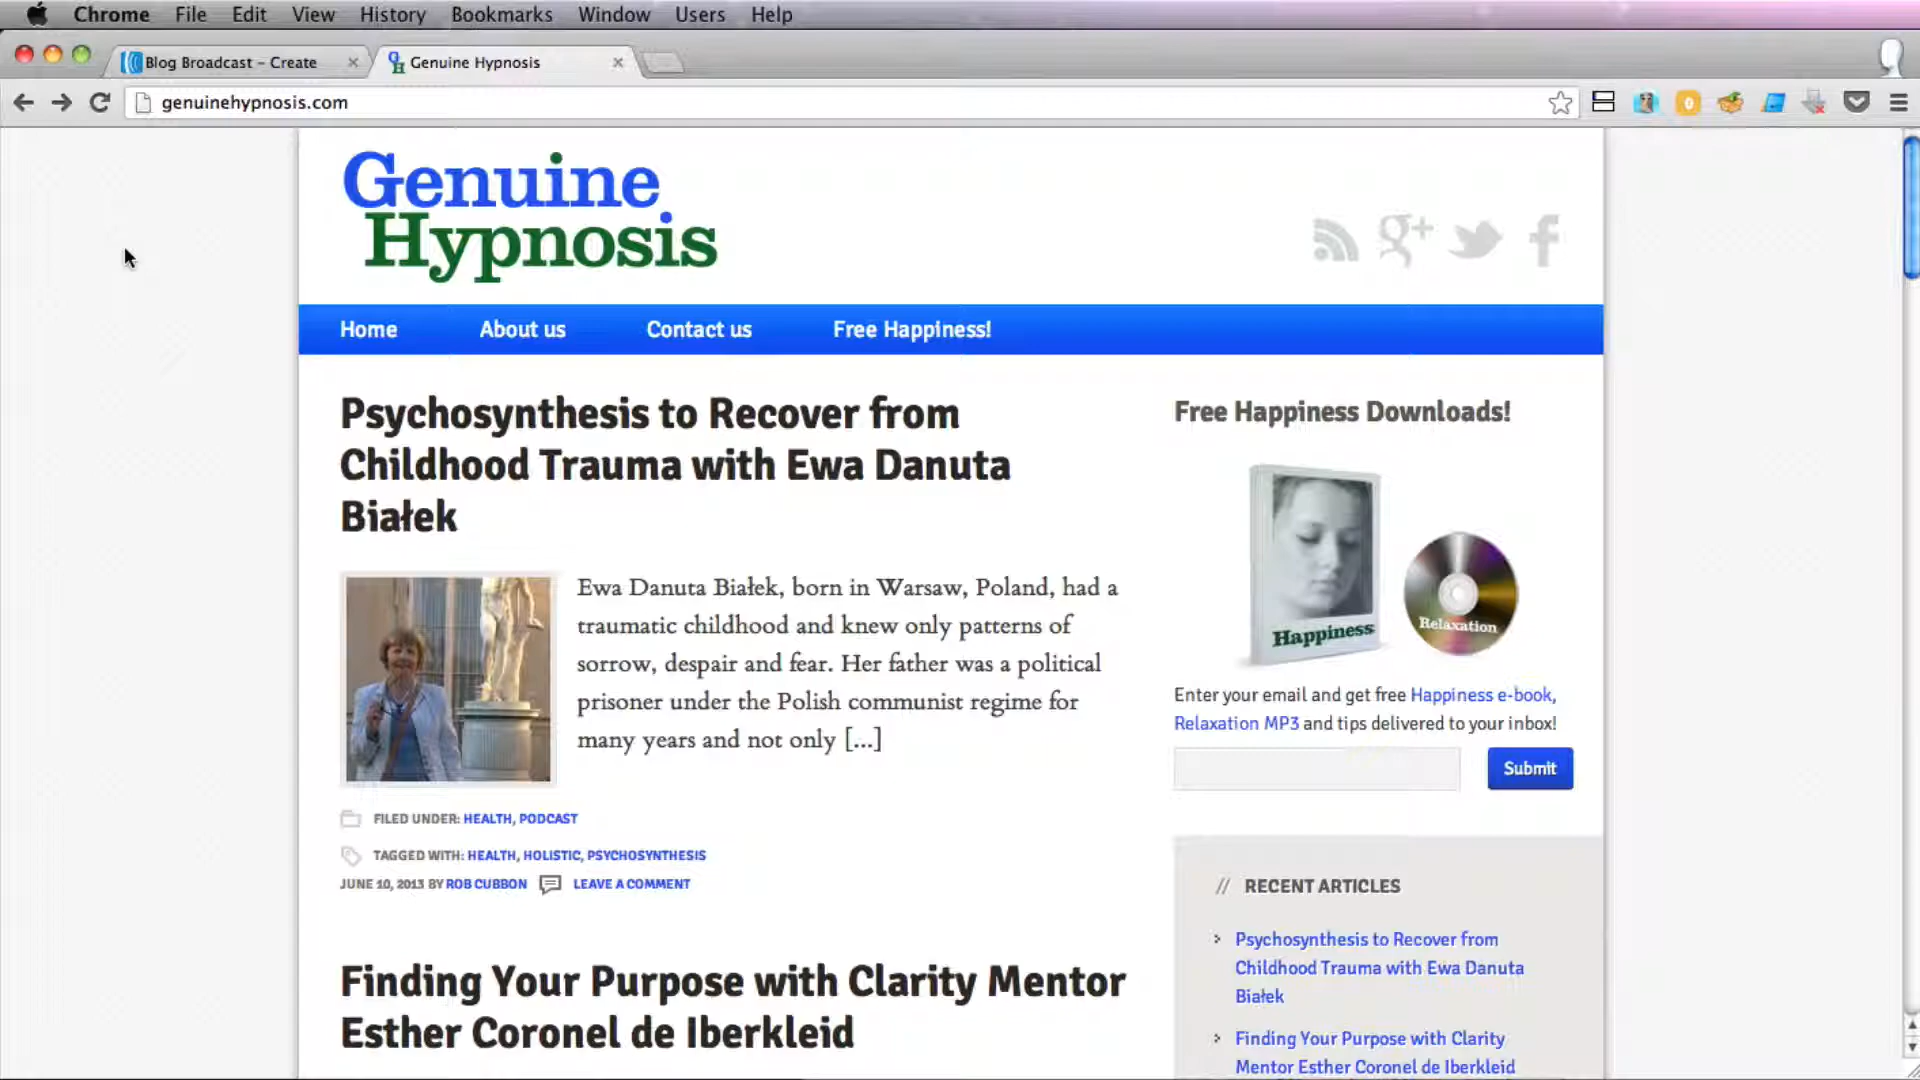 Chrome File Edit View History Bookmarks Window Users Help
Blog Broadcast - Create
Genuine Hypnosis
genuinehypnosis.com
Genuine
Hypnosis
Home About us Contact us Free Happiness!
Psychosynthesis to Recover from
Childhood Trauma with Ewa Danuta
Białek
Ewa Danuta Białek, born in Warsaw, Poland, had a
traumatic childhood and knew only patterns of
sorrow, despair and fear. Her father was a political
prisoner under the Polish communist regime for
many years and not only [...]
FILED UNDER: HEALTH, PODCAST
TAGGED WITH: HEALTH, HOLISTIC, PSYCHOSYNTHESIS
JUNE 10, 2013 BY ROB CUBBON LEAVE A COMMENT
Finding Your Purpose with Clarity Mentor
Esther Coronel de Iberkleid
Free Happiness Downloads!
Happiness
Relaxation
Enter your email and get free Happiness e-book,
Relaxation MP3 and tips delivered to your inbox!
Submit
// RECENT ARTICLES
Psychosynthesis to Recover from
Childhood Trauma with Ewa Danuta
Białek
Finding Your Purpose with Clarity
Mentor Esther Coronel de Iberkleid